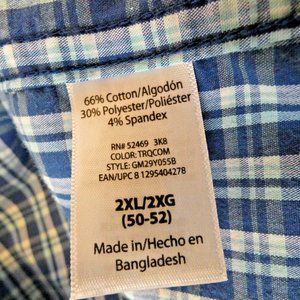 66% Cotton/Algodón
30% Polyester/Poliéster
4% Spandex
RN# 52469 3K8
COLOR: TRQCOM
STYLE: GM29Y055B
EAN/UPC 8 1295404278
2XL/2XG
(50-52)
Made in/Hecho en
Bangladesh